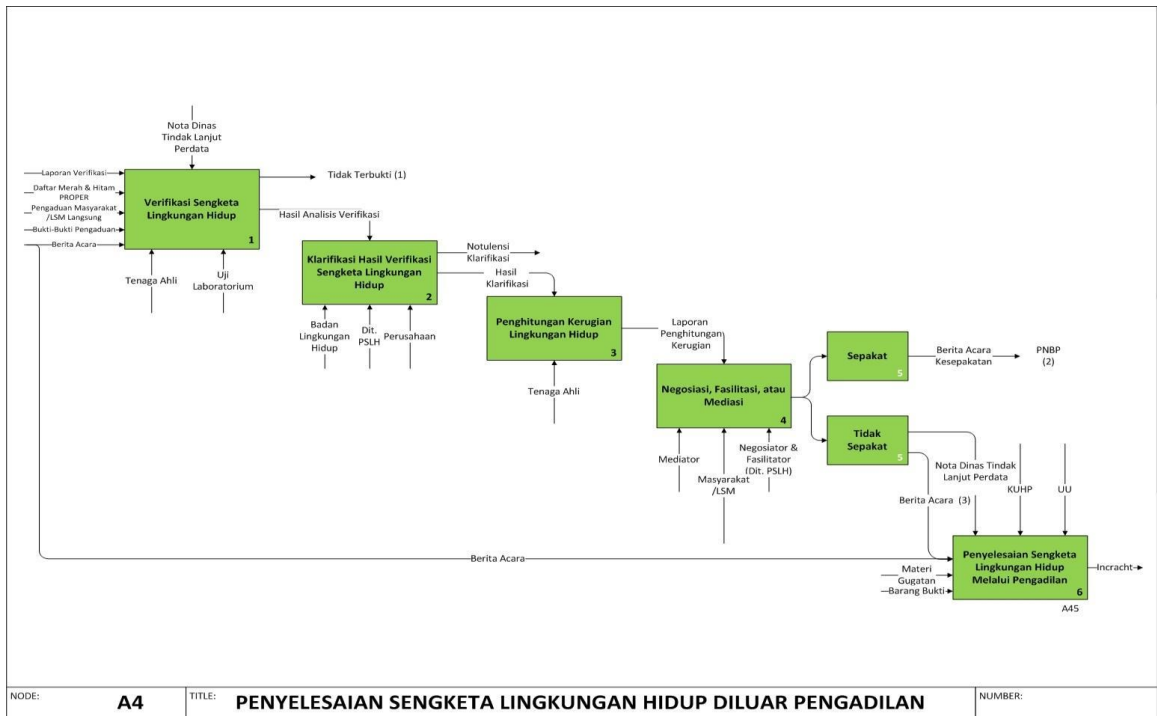 Nota Dinas
Tindak Lanjut
Perdata
Laporan Verifikasi
Daftar Merah & Hitam
PROPER
Pengaduan Masyarakat
/LSM Langsung
Bukti-Bukti Pengaduan
Berita Acara
Verifikasi Sengketa
Lingkungan Hidup
1
Tidak Terbukti (1)
Hasil Analisis Verifikasi
Tenaga Ahli
Uji
Laboratorium
Klarifikasi Hasil Verifikasi
Sengketa Lingkungan
Hidup
2
Notulensi
Klarifikasi
Hasil
Klarifikasi
Badan
Lingkungan
Hidup
Dit.
PSLH
Perusahaan
Penghitungan Kerugian
Lingkungan Hidup
3
Laporan
Penghitungan
Kerugian
Tenaga Ahli
Negosiasi, Fasilitasi, atau
Mediasi
4
Mediator
Masyarakat
/LSM
Negosiator &
Fasilitator
(Dit. PSLH)
Sepakat
5
Berita Acara
Kesepakatan
PNBP
(2)
Tidak
Sepakat
5
Nota Dinas Tindak
Lanjut Perdata
Berita Acara (3)
KUHP
UU
Berita Acara
Materi
Gugatan
Barang Bukti
Penyelesaian Sengketa
Lingkungan Hidup
Melalui Pengadilan
6
A45
Incracht
NODE:
A4
TITLE:
PENYELESAIAN SENGKETA LINGKUNGAN HIDUP DILUAR PENGADILAN
NUMBER: